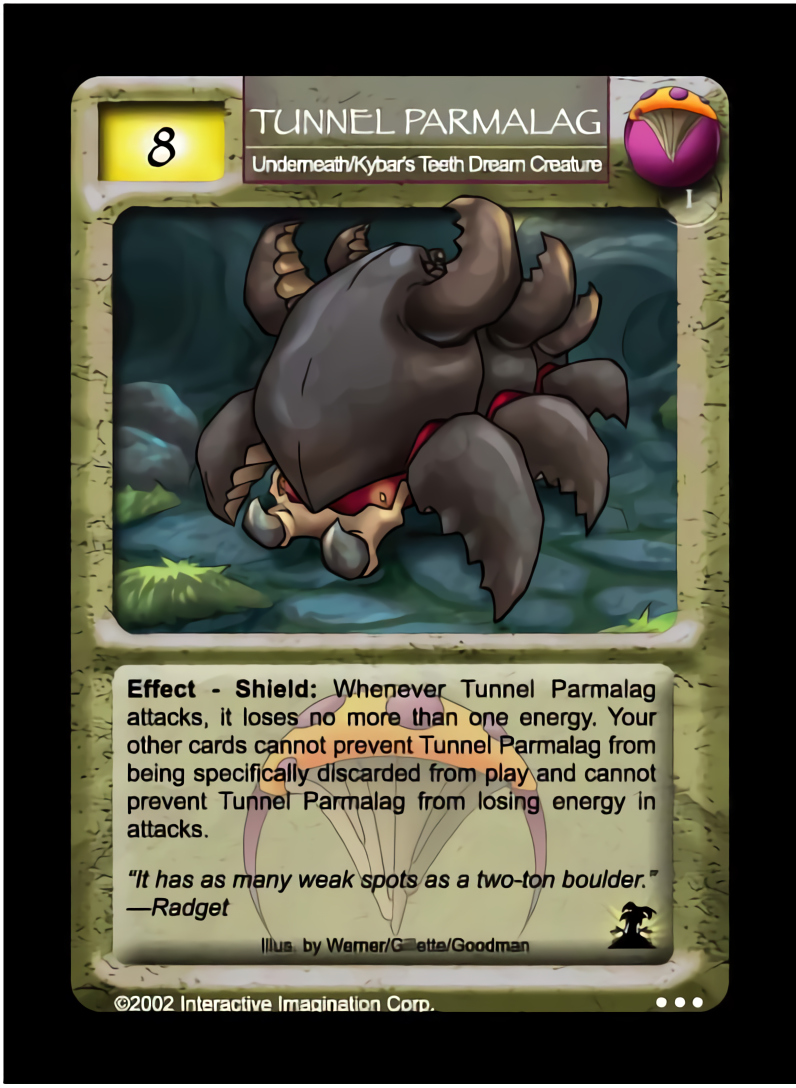 8
TUNNEL PARMALAG
Underneath/Kybar's Teeth Dream Creature
I
Effect - Shield: Whenever Tunnel Parmalag
attacks, it loses no more than one energy. Your
other cards cannot prevent Tunnel Parmalag from
being specifically discarded from play and cannot
prevent Tunnel Parmalag from losing energy in
attacks.
"It has as many weak spots as a two-ton boulder."
—Radget
Illus. by Werner/Gillette/Goodman
©2002 Interactive Imagination Corp.